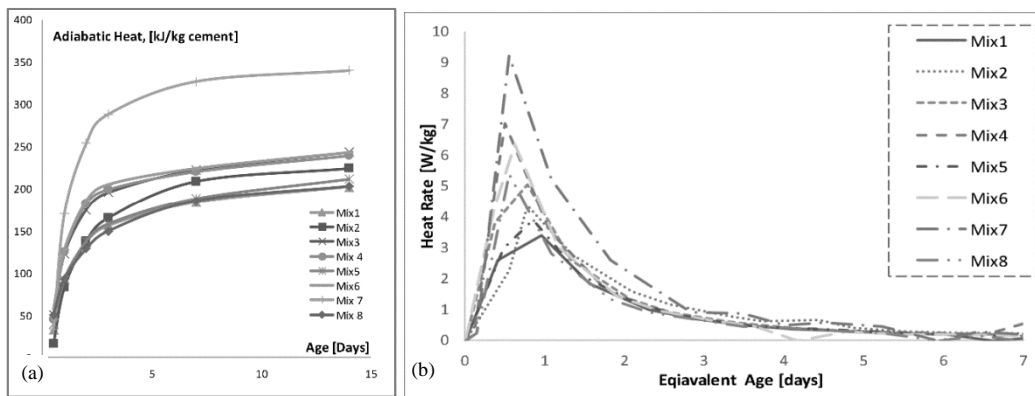 400
Adiabatic Heat, [kJ/kg cement]
350
300
250
200
150
100
50
Mix1
Mix2
Mix3
Mix 4
Mix5
Mix6
Mix 7
Mix 8
Age [Days]
5
10
15
(a)
10
9
8
7
6
5
4
3
2
1
0
Heat Rate [W/kg]
0
1
2
3
4
5
6
7
Eqiavalent Age [days]
Mix1
Mix2
Mix3
Mix4
Mix5
Mix6
Mix7
Mix8
(b)